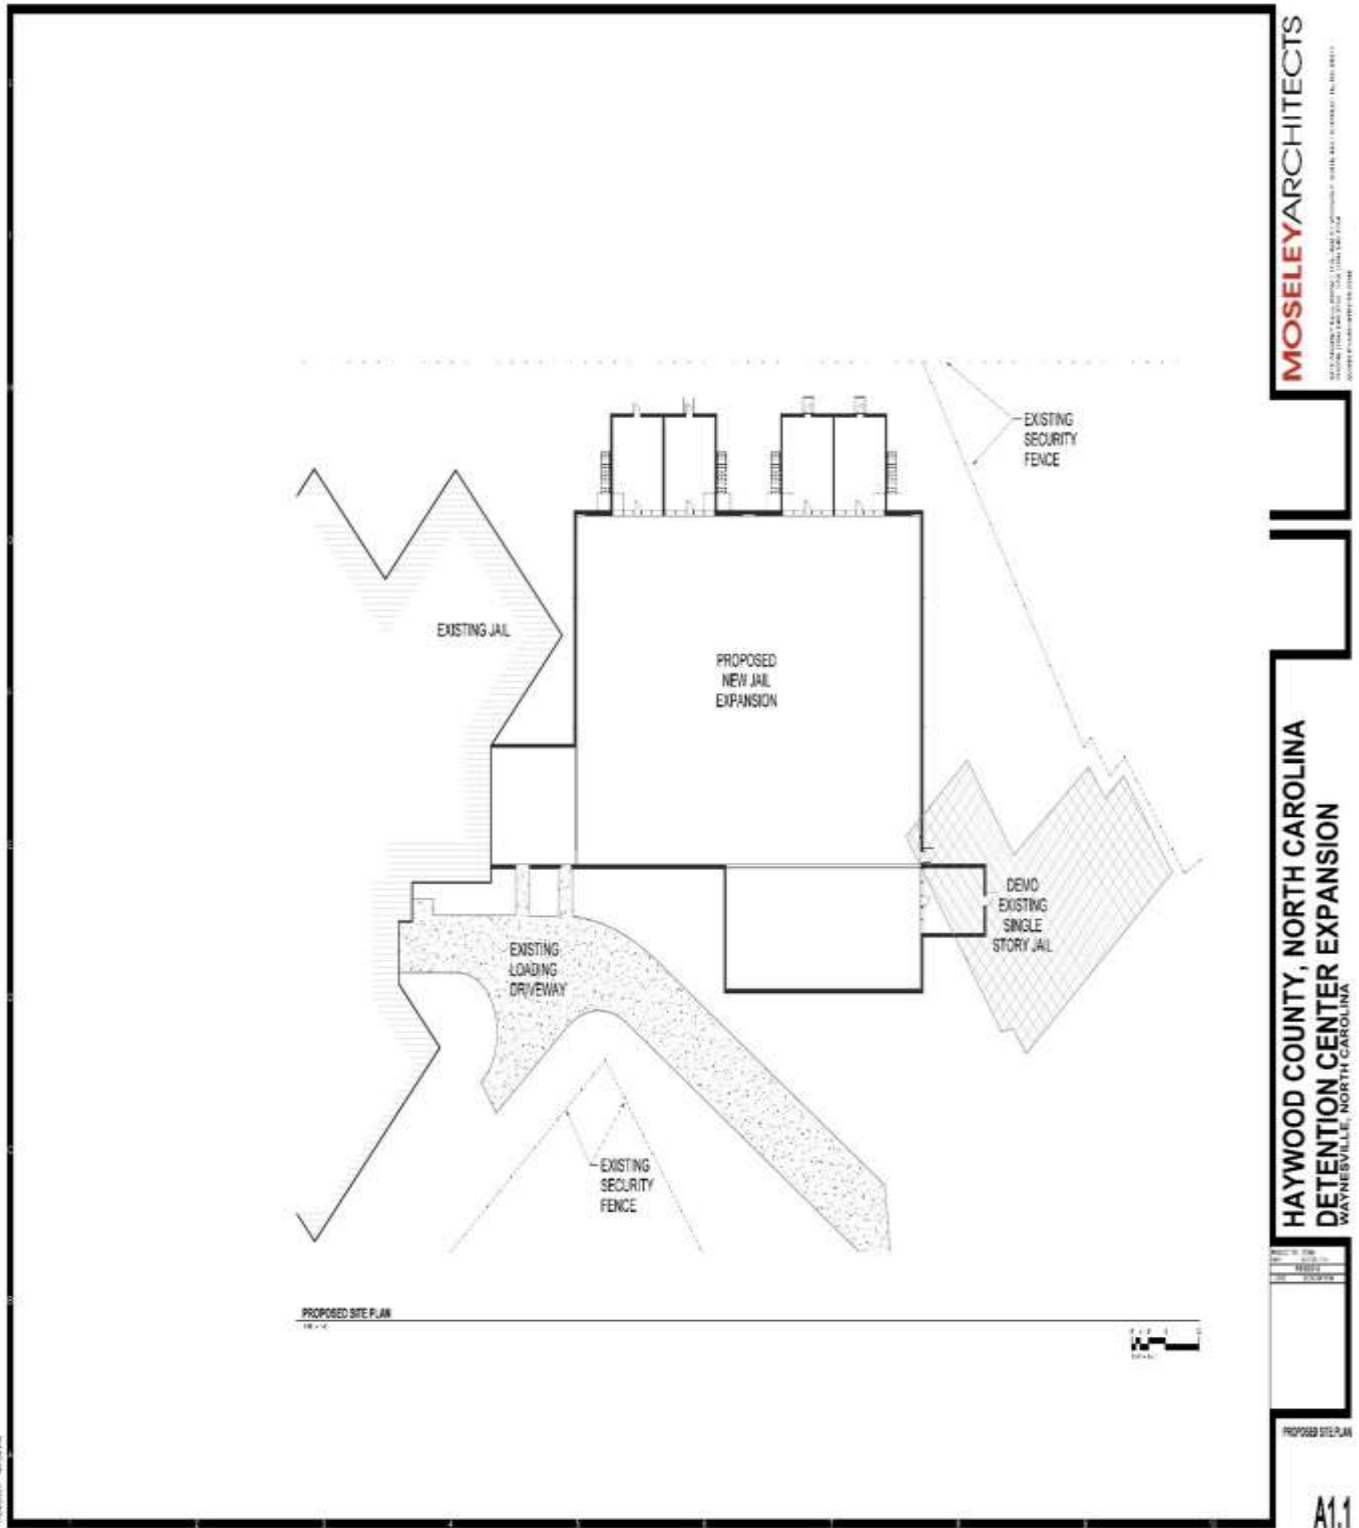 MOSELEYARCHITECTS
EXISTING
SECURITY
FENCE
EXISTING JAIL
PROPOSED
NEW JAIL
EXPANSION
DEMO
EXISTING
SINGLE
STORY JAIL
EXISTING
LOADING
DRIVEWAY
EXISTING
SECURITY
FENCE
PROPOSED SITE PLAN
HAYWOOD COUNTY, NORTH CAROLINA
DETENTION CENTER EXPANSION
WAYNESVILLE, NORTH CAROLINA
PROPOSED SITE PLAN
A1.1